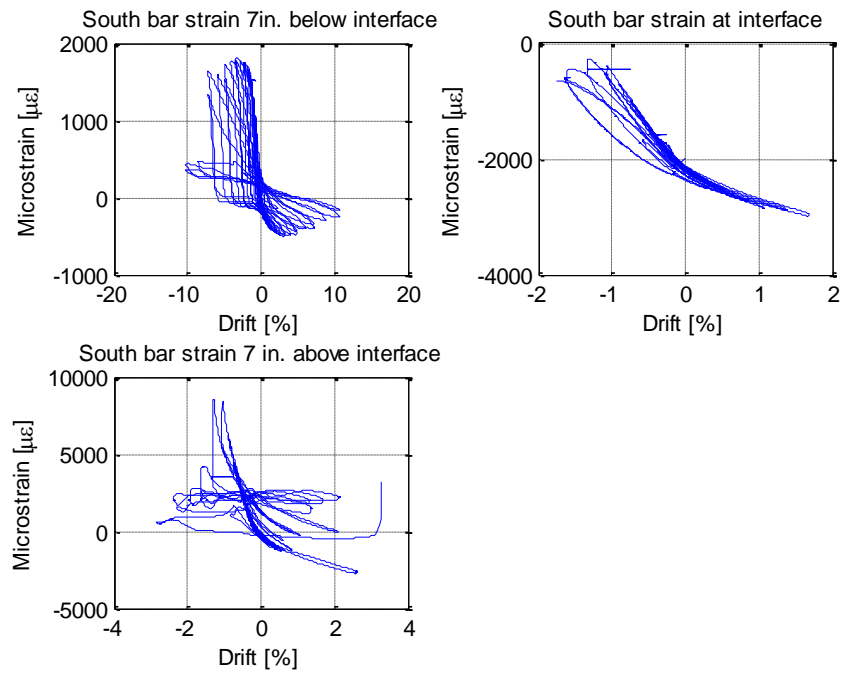 South bar strain 7in. below interface
2000
1000
0
-1000
Microstrain [με]
-20
-10
0
10
20
Drift [%]
South bar strain at interface
0
-2000
-4000
Microstrain [με]
-2
-1
0
1
2
Drift [%]
South bar strain 7 in. above interface
10000
5000
0
-5000
Microstrain [με]
-4
-2
0
2
4
Drift [%]